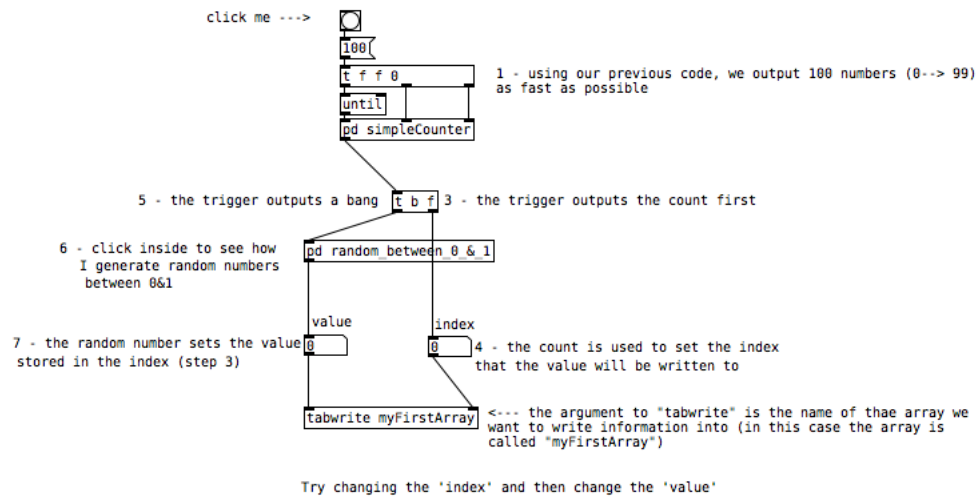 click me --->
100
t f f 0
1 - using our previous code, we output 100 numbers (0--> 99)
as fast as possible
until
pd simpleCounter
5 - the trigger outputs a bang
t b f
3 - the trigger outputs the count first
6 - click inside to see how
I generate random numbers
between 0&1
pd random_between_0_&_1
value
index
7 - the random number sets the value
stored in the index (step 3)
0
0
4 - the count is used to set the index
that the value will be written to
tabwrite myFirstArray
<--- the argument to "tabwrite" is the name of thae array we
want to write information into (in this case the array is
called "myFirstArray")
Try changing the 'index' and then change the 'value'